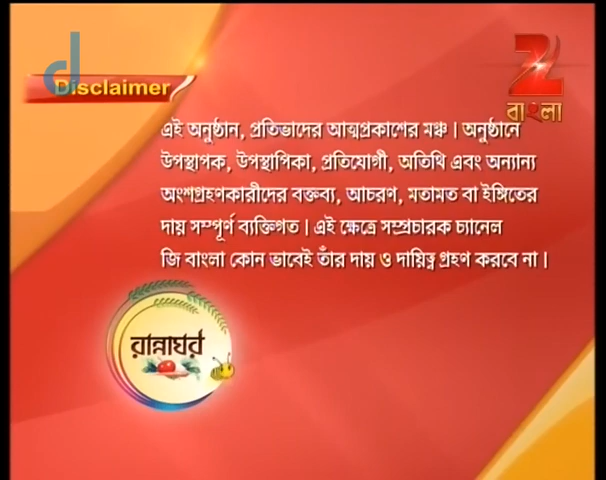 d
Disclaimer
Z
বাংলা
এই অনুষ্ঠান, প্রতিভাদের আত্মপ্রকাশের মঞ্চ | অনুষ্ঠানে
উপস্থাপক, উপস্থাপিকা, প্রতিযোগী, অতিথি এবং অন্যান্য
অংশগ্রহণকারীদের বক্তব্য, আচরণ, মতামত বা ইঙ্গিতের
দায় সম্পূর্ণ ব্যক্তিগত | এই ক্ষেত্রে সম্প্রচারক চ্যানেল
জি বাংলা কোন ভাবেই তাঁর দায় ও দায়িত্ব গ্রহণ করবে না |
রান্নাঘর